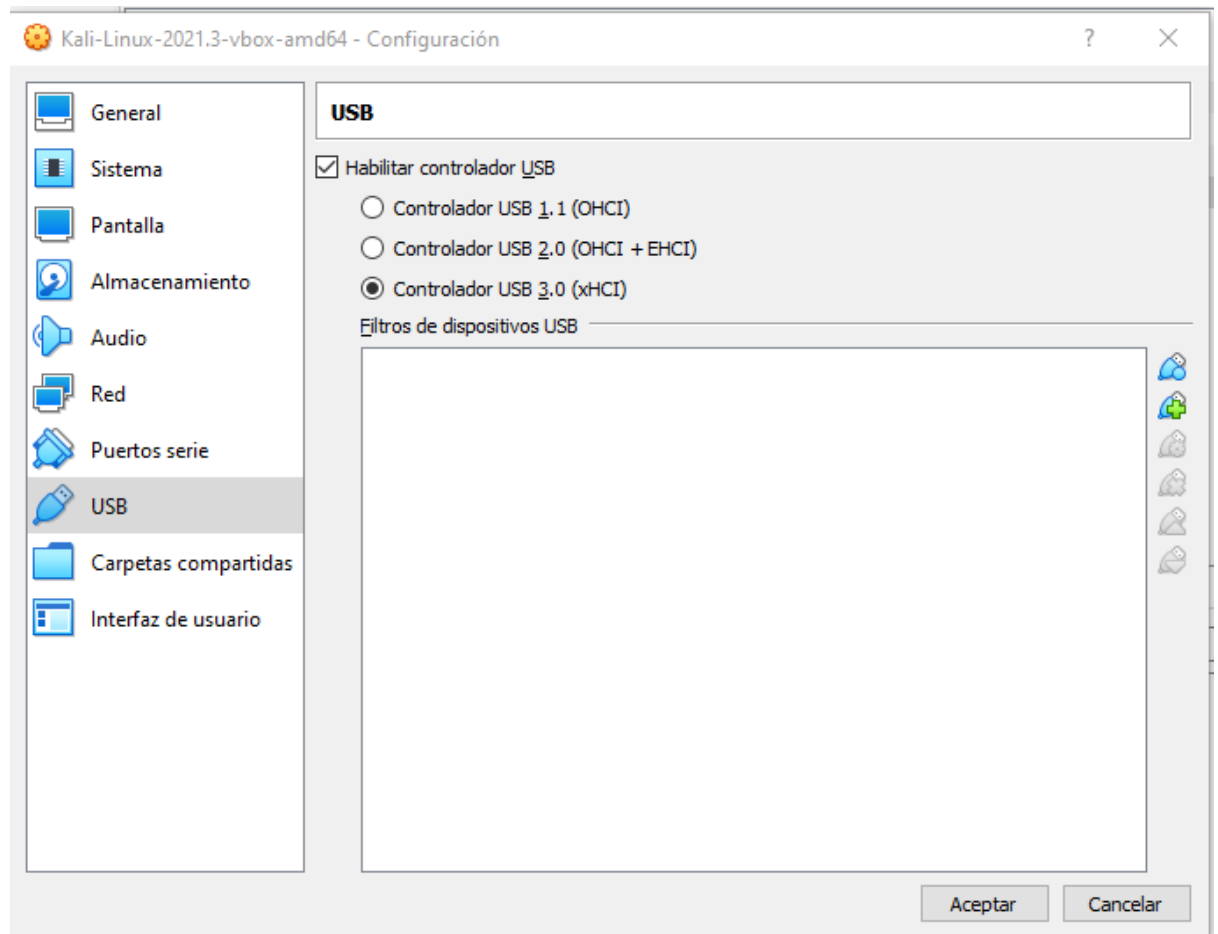 Kali-Linux-2021.3-vbox-amd64 - Configuración ?
General
Sistema
Pantalla
Almacenamiento
Audio
Red
Puertos serie
USB
Carpetas compartidas
Interfaz de usuario
USB
Habilitar controlador USB
Controlador USB 1.1 (OHCI)
Controlador USB 2.0 (OHCI + EHCI)
Controlador USB 3.0 (xHCI)
Filtros de dispositivos USB
Aceptar
Cancelar